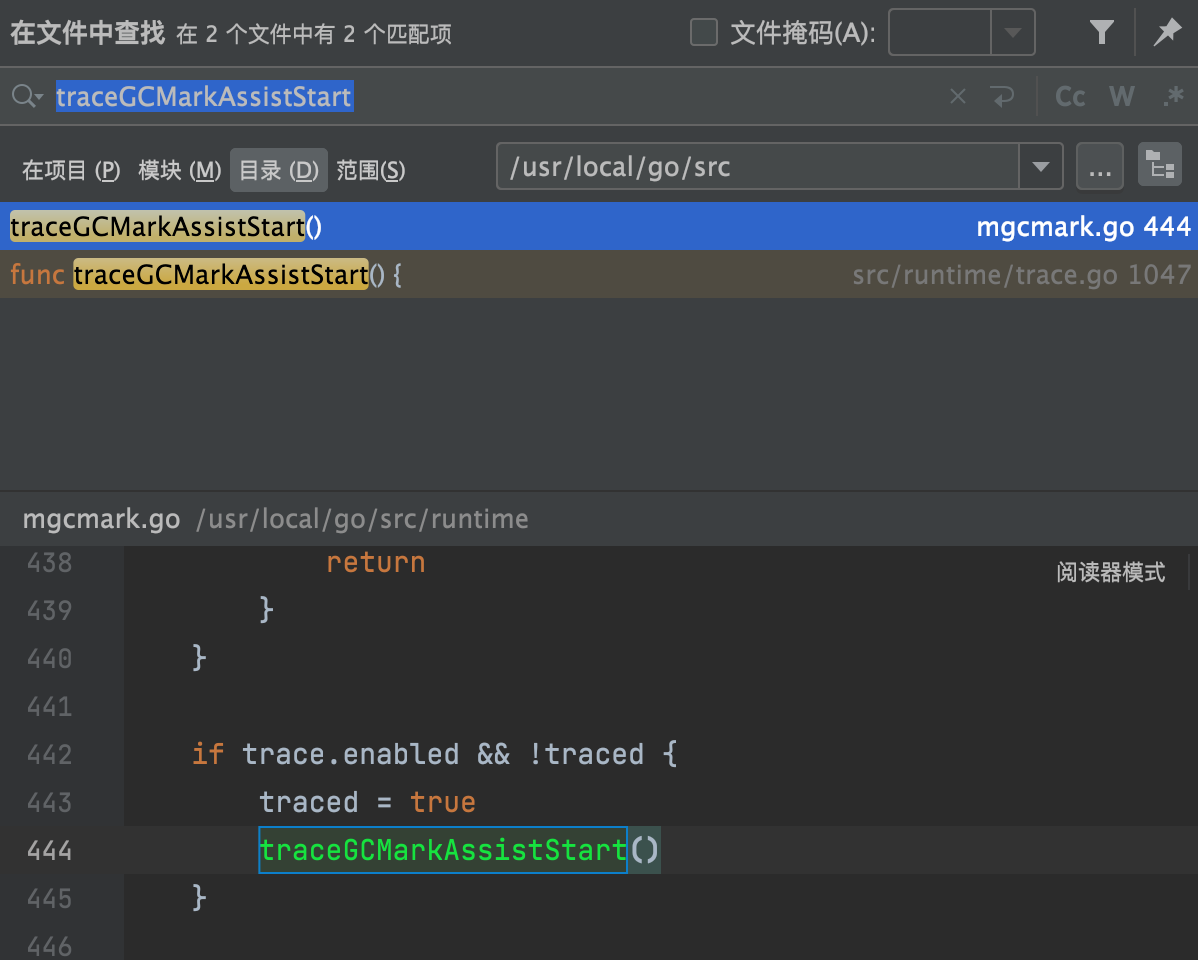 在文件中查找 在 2 个文件中有 2 个匹配项 文件掩码(A):
traceGCMarkAssistStart Cc W .*
在项目 (P) 模块 (M) 目录 (D) 范围(S) /usr/local/go/src ...
traceGCMarkAssistStart() mgcmark.go 444
func traceGCMarkAssistStart() { src/runtime/trace.go 1047
mgcmark.go /usr/local/go/src/runtime
438 return
阅读器模式
439 }
440 }
441
442 if trace.enabled && !traced {
443 traced = true
444 traceGCMarkAssistStart()
445 }
446